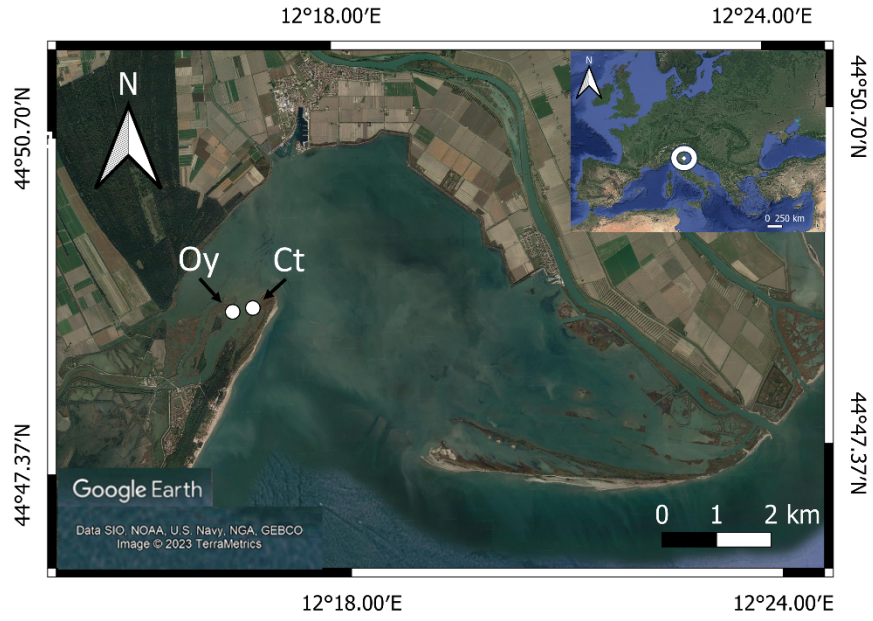 12°18.00′E
12°24.00′E
N
N
44°50.70′N
44°50.70′N
0 250 km
Oy
Ct
44°47.37′N
44°47.37′N
Google Earth
0 1 2 km
Data SIO, NOAA, U.S. Navy, NGA, GEBCO
Image © 2023 TerraMetrics
12°18.00′E
12°24.00′E